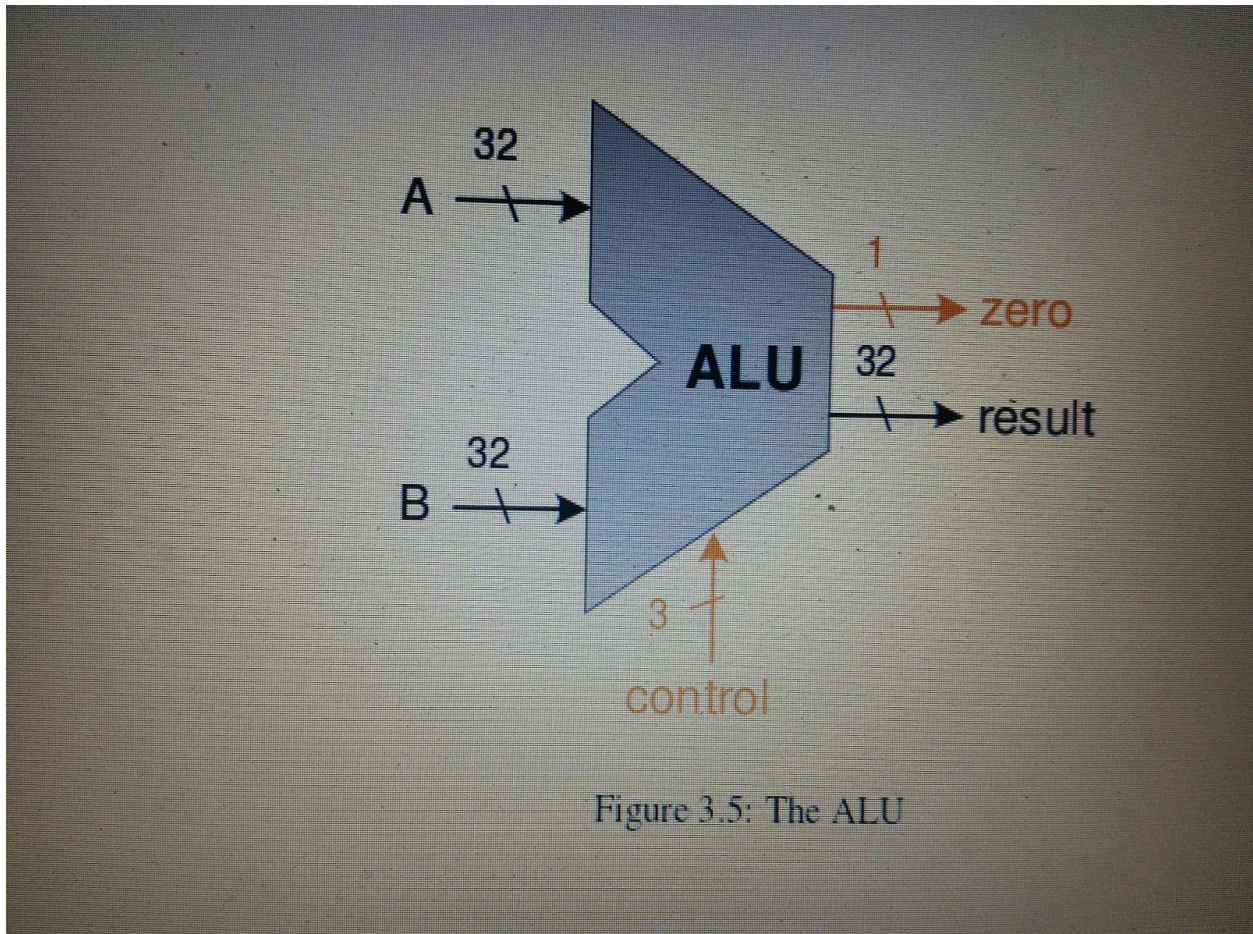 32
A
1
zero
ALU
32
result
32
B
3
control
Figure 3.5: The ALU